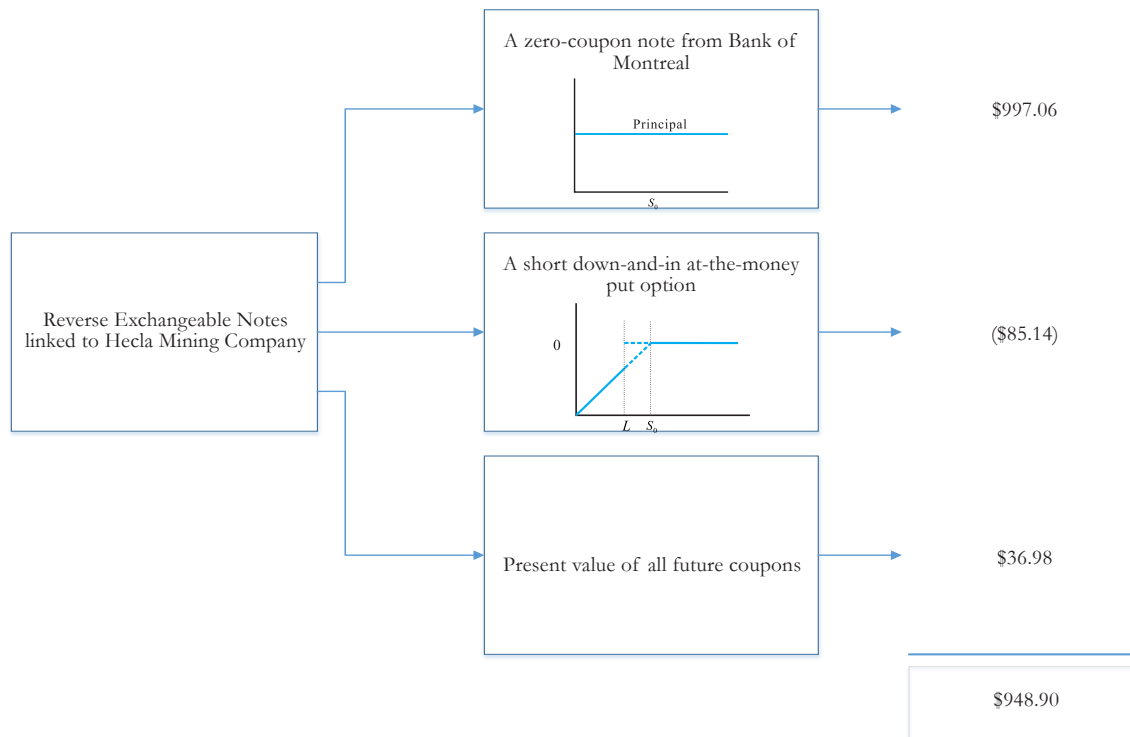 A zero-coupon note from Bank of
Montreal
Principal
S₀
$997.06
Reverse Exchangeable Notes
linked to Hecla Mining Company
A short down-and-in at-the-money
put option
0
L S₀
($85.14)
Present value of all future coupons
$36.98
$948.90